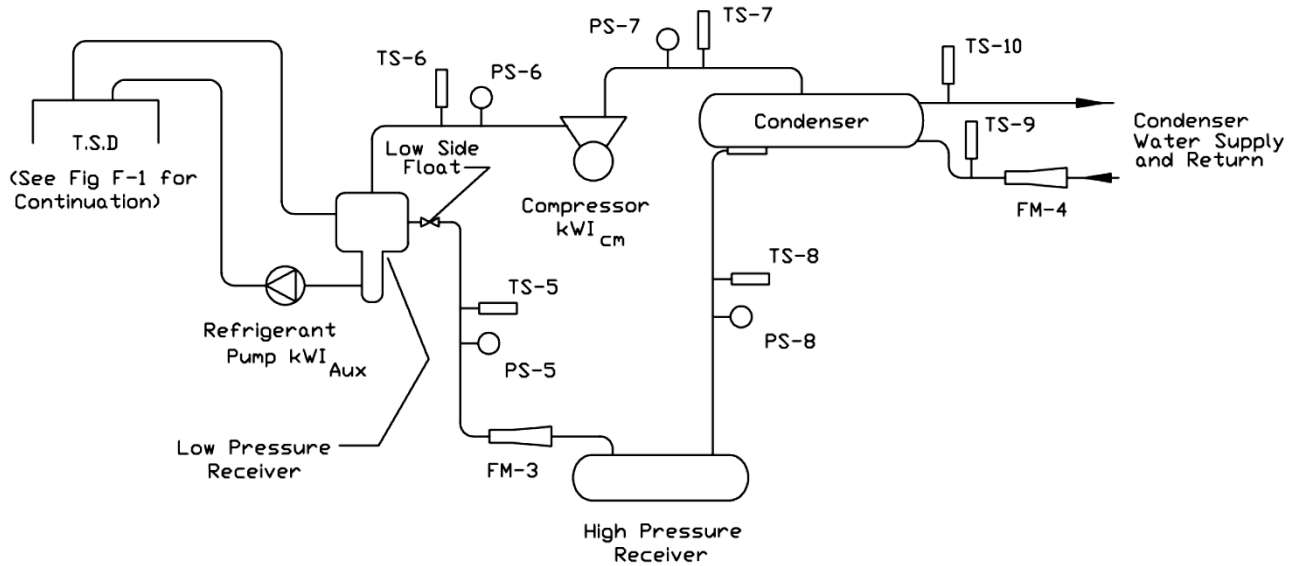 TS-7
PS-7
TS-6
PS-6
TS-10
T.S.D
(See Fig F-1 for
Continuation)
Low Side
Float
Condenser
TS-9
Condenser
Water Supply
and Return
FM-4
Compressor
kWI
cm
TS-8
PS-8
TS-5
PS-5
Refrigerant
Pump kWI
Aux
Low Pressure
Receiver
FM-3
High Pressure
Receiver